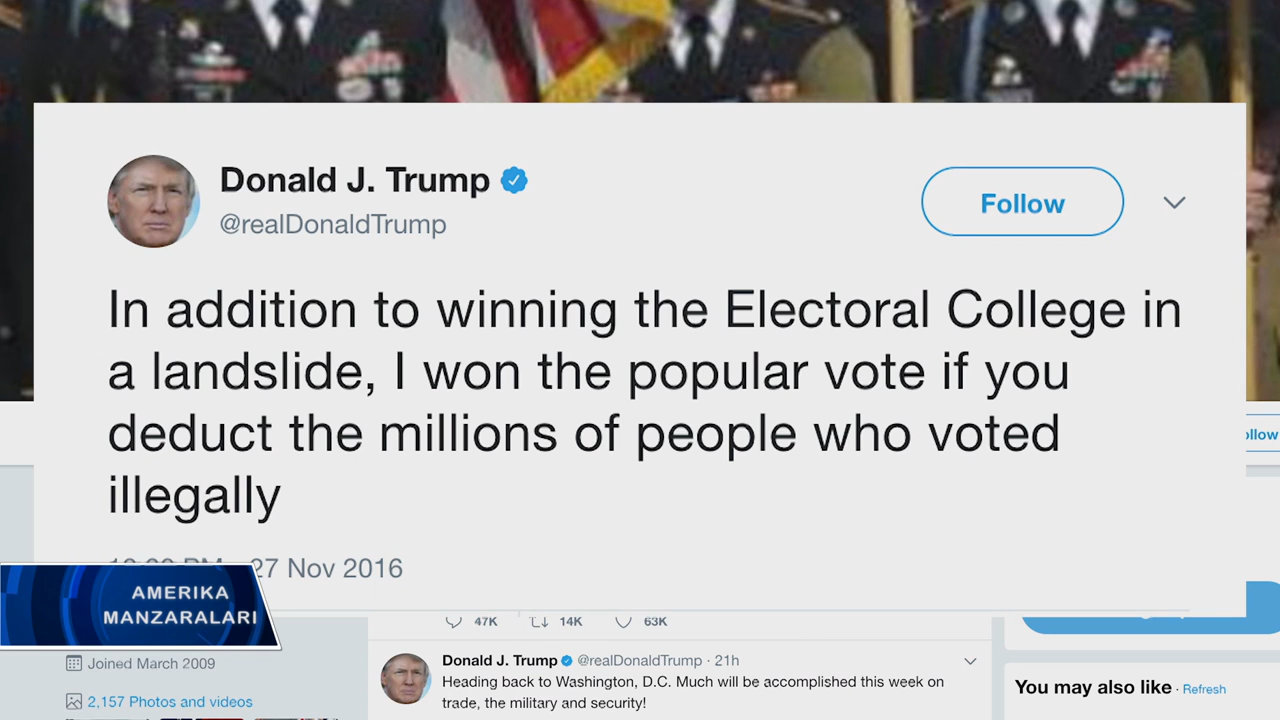 Donald J. Trump
@realDonaldTrump
Follow
In addition to winning the Electoral College in
a landslide, I won the popular vote if you
deduct the millions of people who voted
illegally
27 Nov 2016
AMERIKA
MANZARALARI
47K 14K 63K
Joined March 2009
2,157 Photos and videos
Donald J. Trump @realDonaldTrump · 21h
Heading back to Washington, D.C. Much will be accomplished this week on
trade, the military and security!
You may also like · Refresh